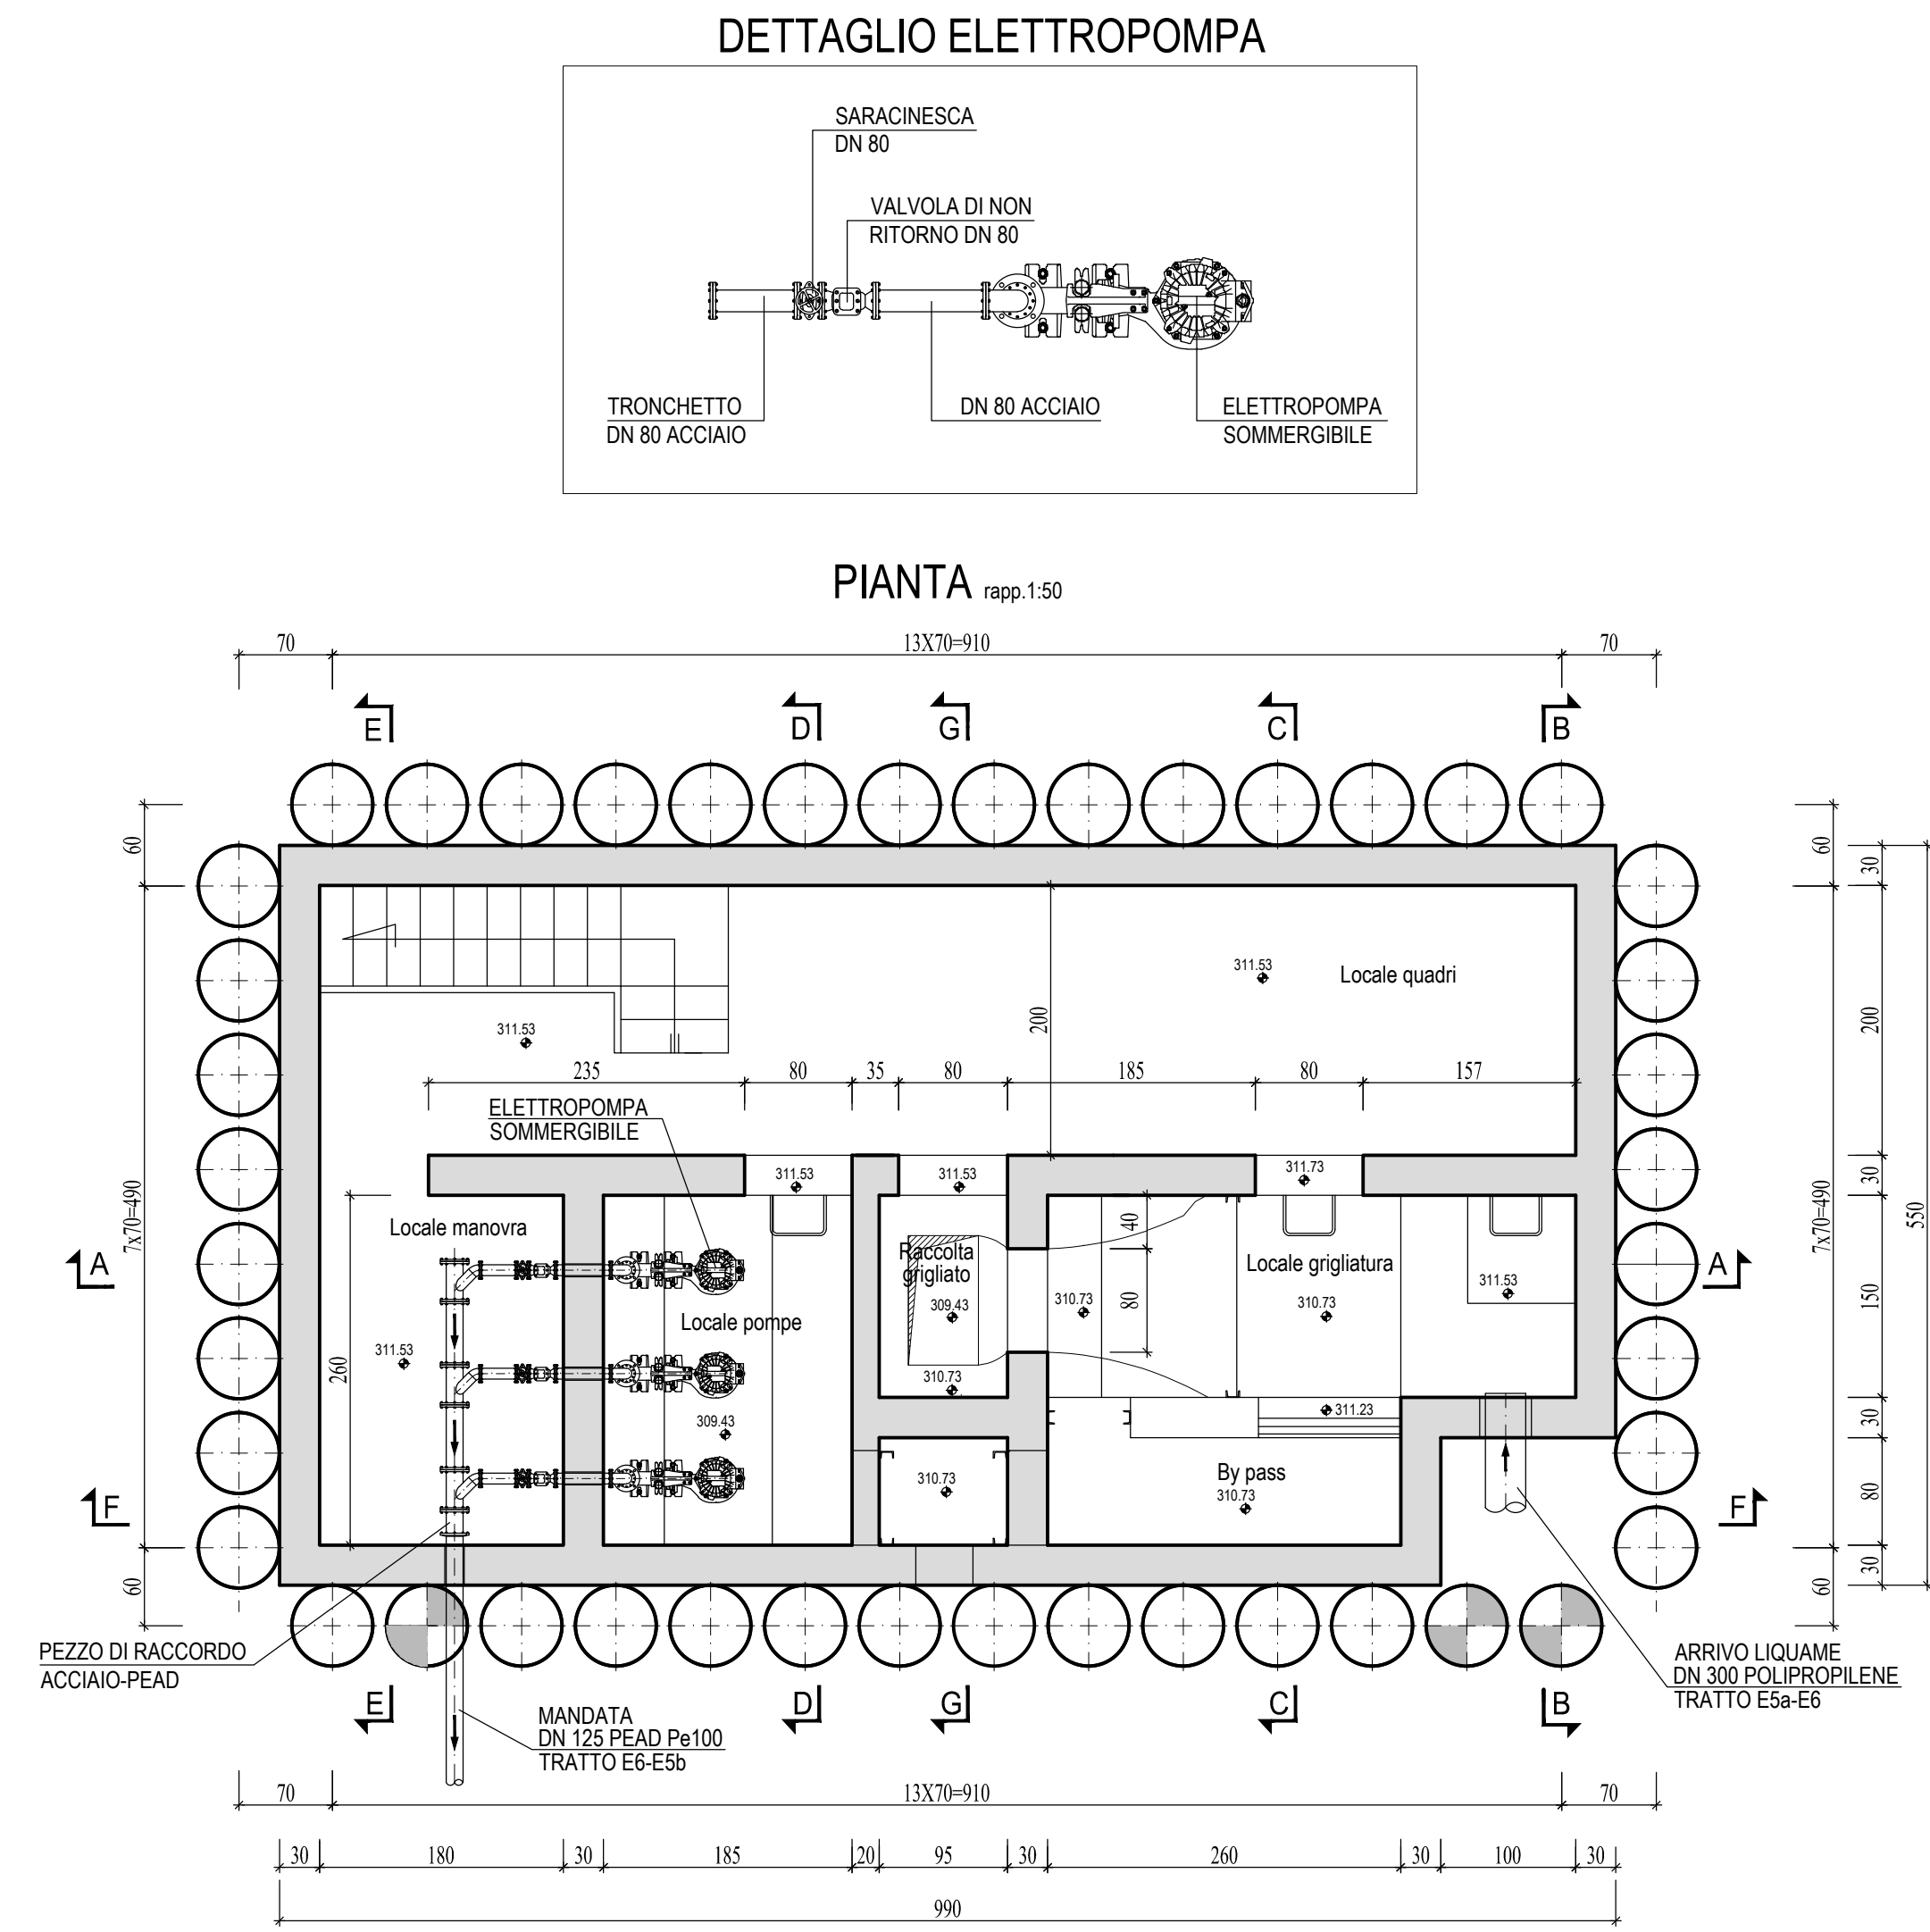 DETTAGLIO ELETTROPOMPA
SARACINESCA
DN 80
VALVOLA DI NON
RITORNO DN 80
TRONCHETTO
DN 80 ACCIAIO
DN 80 ACCIAIO
ELETTROPOMPA
SOMMERGIBILE
PIANTA rapp.1:50
70
13X70=910
70
E
D
G
C
B
60
60
30
311.53
Locale quadri
311.53
200
200
235
80
35
80
185
80
157
ELETTROPOMPA
SOMMERGIBILE
311.53
311.53
311.73
30
7x70=490
7x70=490
550
Locale manovra
40
Raccolta
grigliato
Locale grigliatura
A
A
311.53
309.43
310.73
80
310.73
150
Locale pompe
311.53
260
310.73
309.43
311.23
30
310.73
By pass
310.73
80
F
F
60
60
30
PEZZO DI RACCORDO
ACCIAIO-PEAD
ARRIVO LIQUAME
DN 300 POLIPROPILENE
TRATTO E5a-E6
E
D
G
C
B
MANDATA
DN 125 PEAD Pe100
TRATTO E6-E5b
70
13X70=910
70
30
180
30
185
20
95
30
260
30
100
30
990